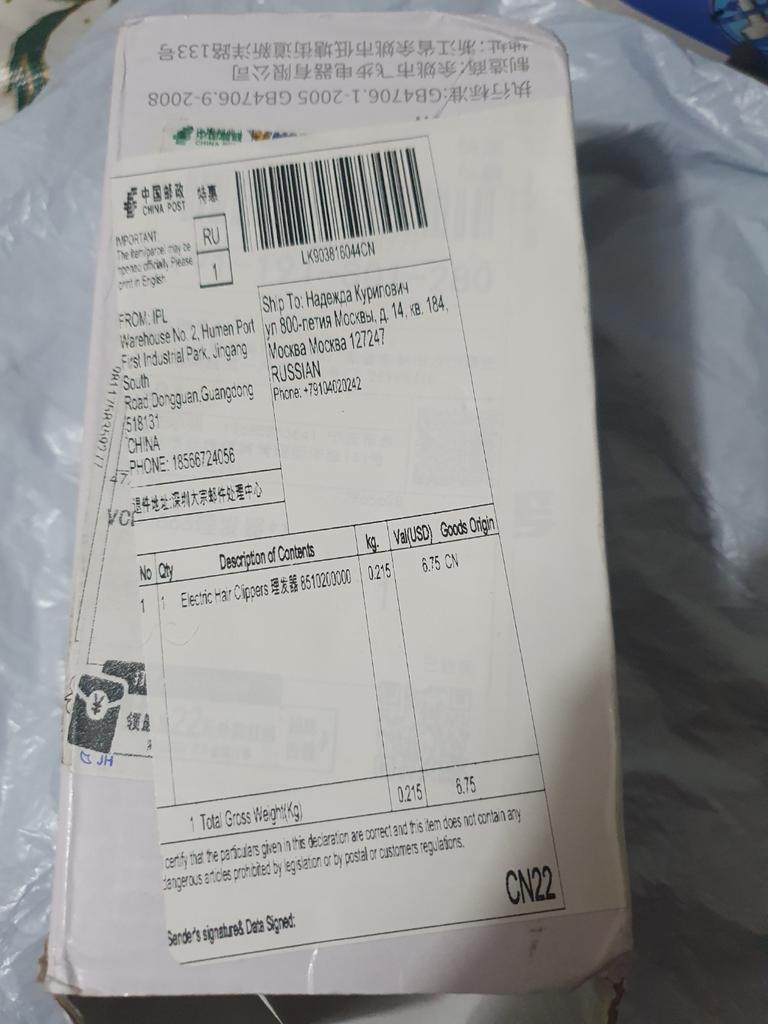 执行标准:GB4706.1-2005 GB4706.9-2008
制造商:余姚市飞步电器有限公司
地址:浙江省余姚市低塘街道新洋路133号
中国邮政 特惠
CHINA POST
IMPORTANT:
The item/parcel may be
opened officially. Please
print in English
RU
1
LK903816044CN
FROM: IPL
Warehouse No. 2, Humen Port
First Industrial Park, Jingang
South
Road,Dongguan,Guangdong
518131
CHINA
PHONE: 18566724056
退件地址:深圳大宗邮件处理中心
Ship To: Надежда Куригович
ул 800-летия Москвы, д. 14, кв. 184,
Москва Москва 127247
RUSSIAN
Phone: +79104020242
No Qty Description of Contents kg. Val(USD) Goods Origin
1 1 Electric Hair Clippers 理发器 8510200000 0.215 6.75 CN
1 Total Gross Weight(Kg) 0.215 6.75
certify that the particulars given in this declaration are correct and this item does not contain any
dangerous articles prohibited by legislation or by postal or customers regulations.
Sender's signature& Data Signed:
CN22